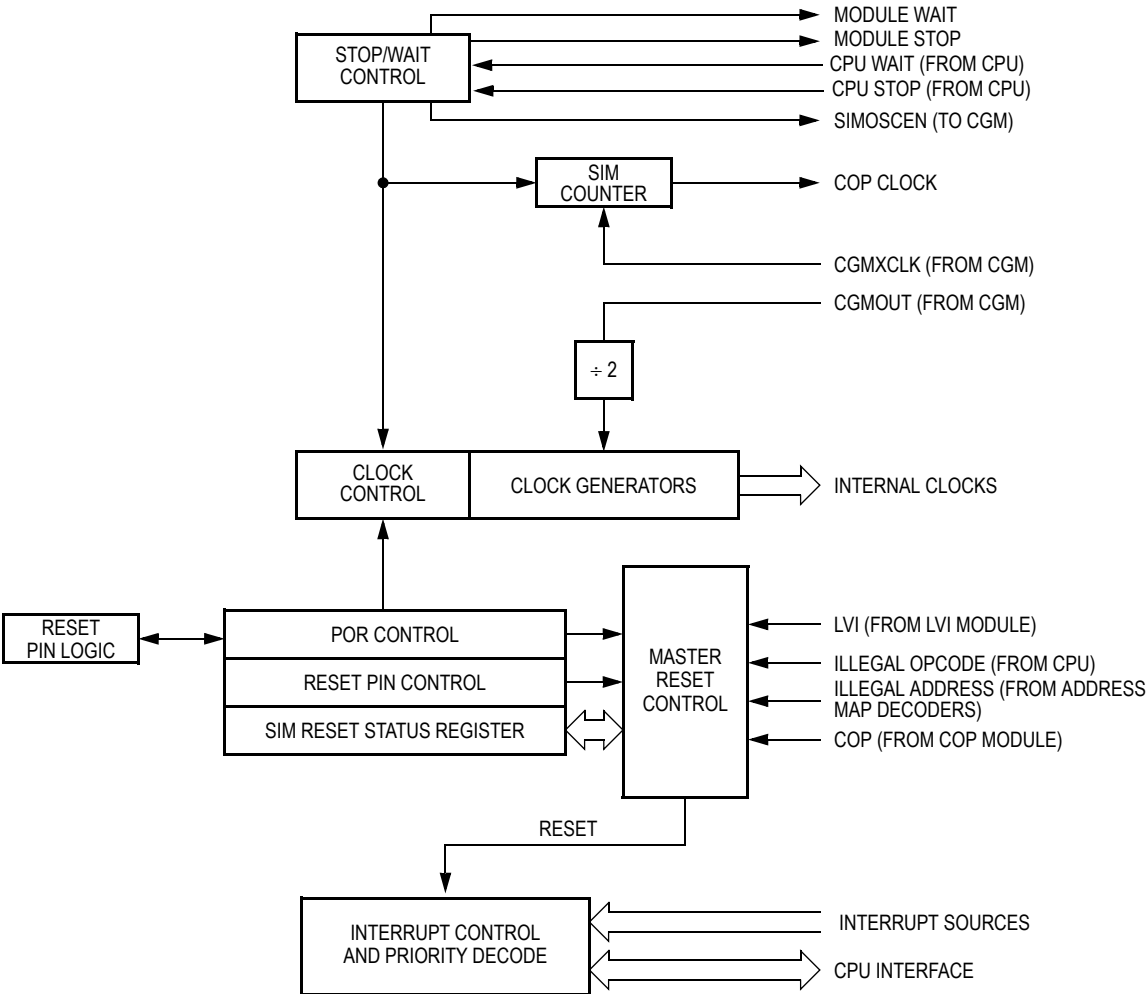 MODULE WAIT
MODULE STOP
STOP/WAIT
CONTROL
CPU WAIT (FROM CPU)
CPU STOP (FROM CPU)
SIMOSCEN (TO CGM)
SIM
COUNTER
COP CLOCK
CGMXCLK (FROM CGM)
CGMOUT (FROM CGM)
÷ 2
CLOCK
CONTROL
CLOCK GENERATORS
INTERNAL CLOCKS
RESET
PIN LOGIC
POR CONTROL
RESET PIN CONTROL
SIM RESET STATUS REGISTER
MASTER
RESET
CONTROL
LVI (FROM LVI MODULE)
ILLEGAL OPCODE (FROM CPU)
ILLEGAL ADDRESS (FROM ADDRESS
MAP DECODERS)
COP (FROM COP MODULE)
RESET
INTERRUPT CONTROL
AND PRIORITY DECODE
INTERRUPT SOURCES
CPU INTERFACE